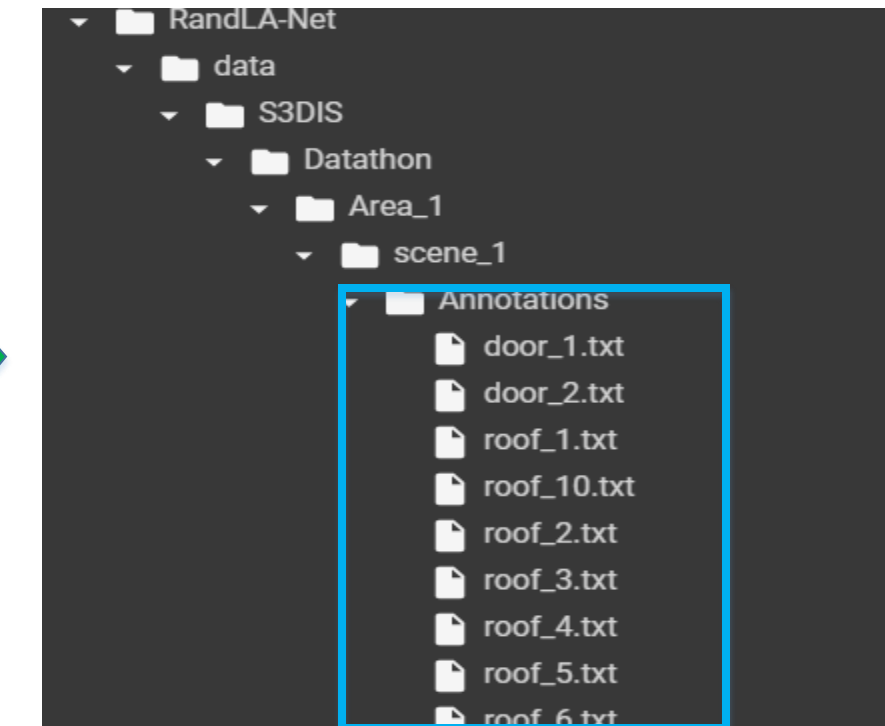 RandLA-Net
data
S3DIS
Datathon
Area_1
scene_1
Annotations
door_1.txt
door_2.txt
roof_1.txt
roof_10.txt
roof_2.txt
roof_3.txt
roof_4.txt
roof_5.txt
roof_6.txt